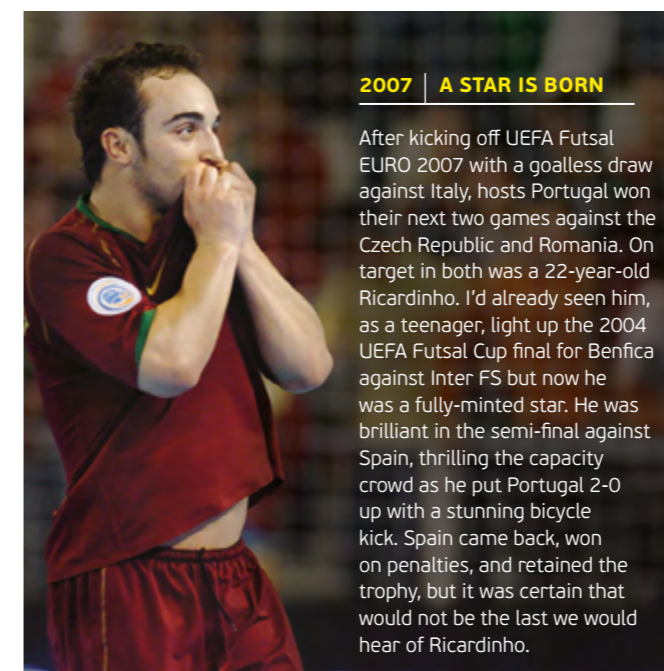 2007 | A STAR IS BORN
After kicking off UEFA Futsal
EURO 2007 with a goalless draw
against Italy, hosts Portugal won
their next two games against the
Czech Republic and Romania. On
target in both was a 22-year-old
Ricardinho. I’d already seen him,
as a teenager, light up the 2004
UEFA Futsal Cup final for Benfica
against Inter FS but now he
was a fully-minted star. He was
brilliant in the semi-final against
Spain, thrilling the capacity
crowd as he put Portugal 2-0
up with a stunning bicycle
kick. Spain came back, won
on penalties, and retained the
trophy, but it was certain that
would not be the last we would
hear of Ricardinho.